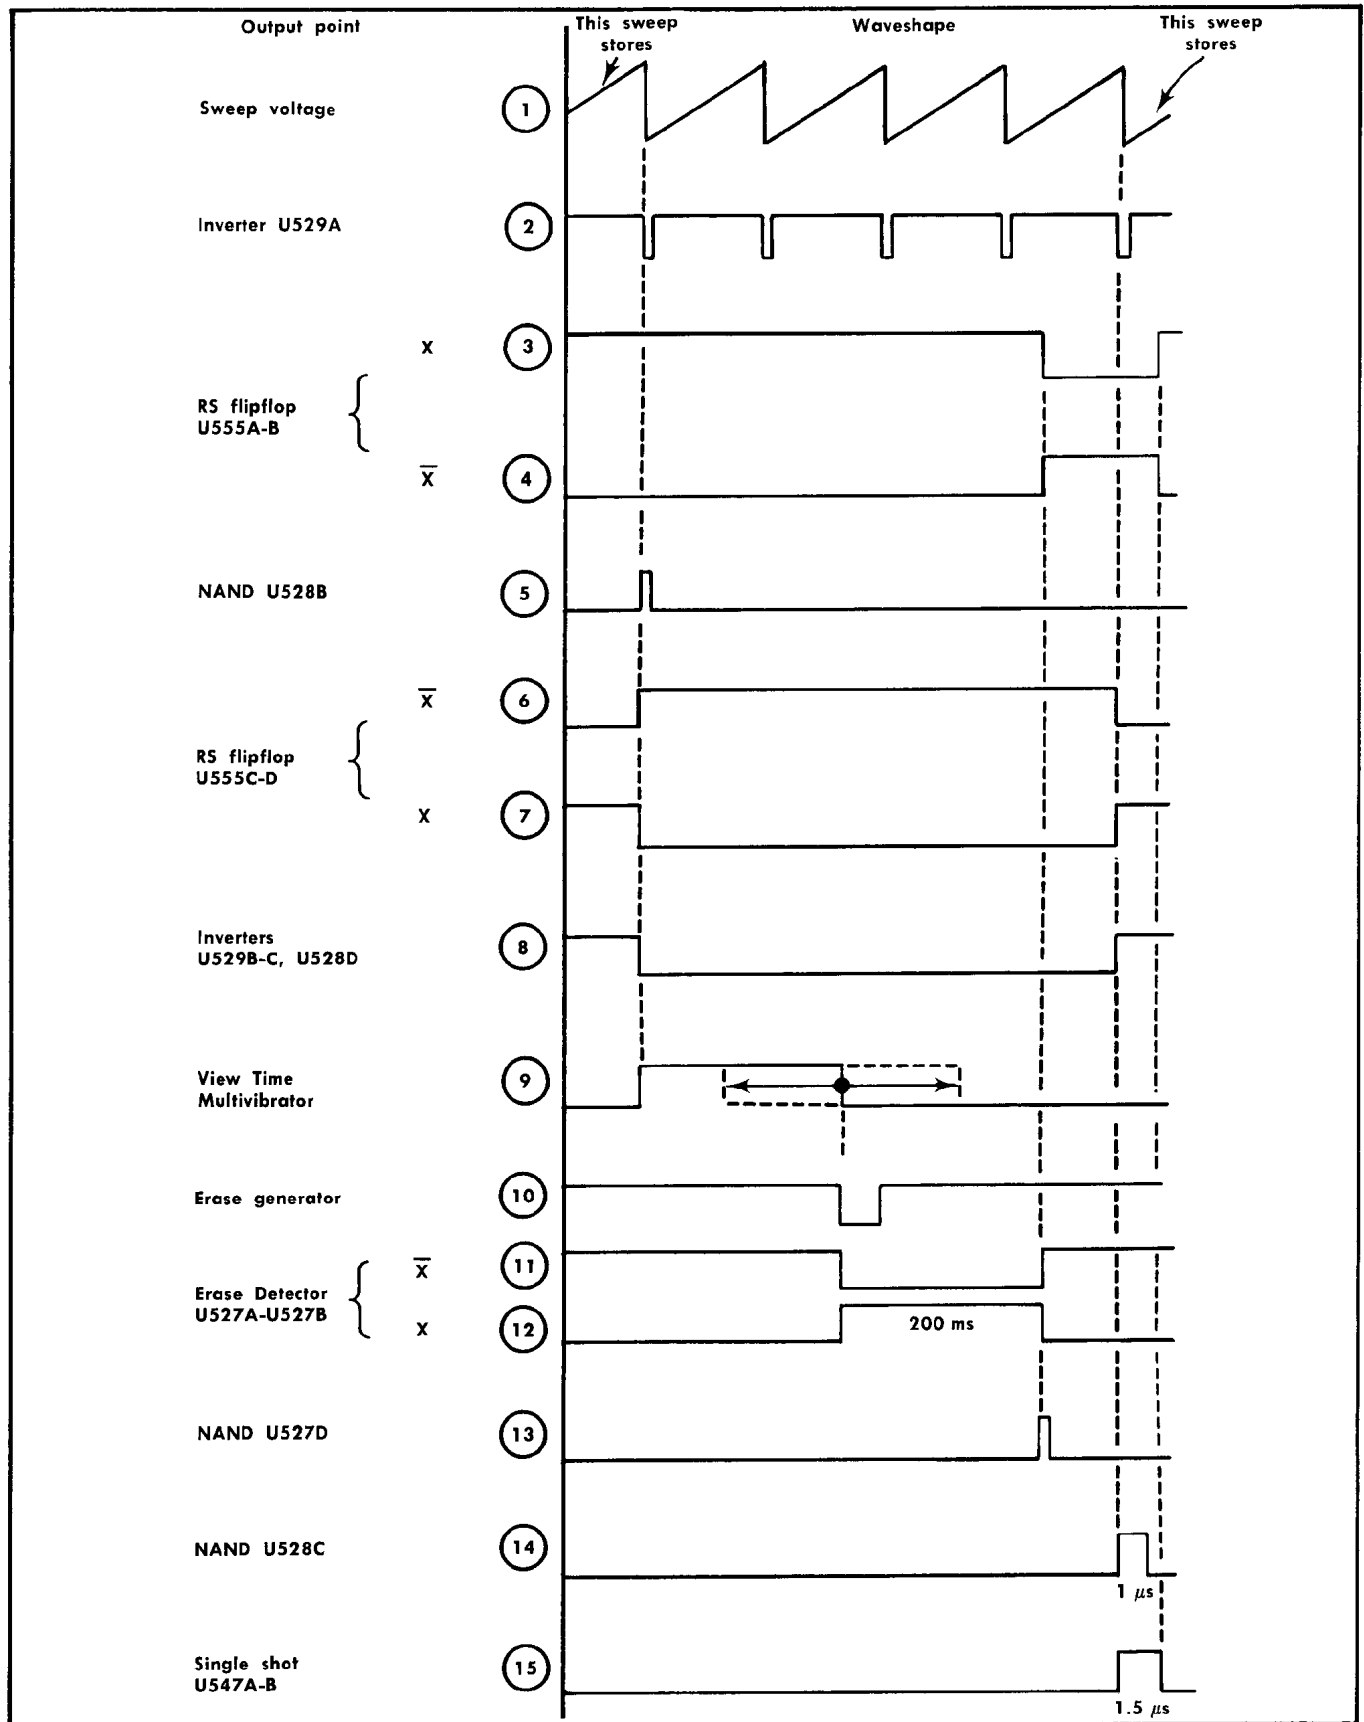 Output point
This sweep
stores
Waveshape
This sweep
stores
Sweep voltage
1
Inverter U529A
2
X
3
RS flipflop
U555A-B
X̅
4
NAND U528B
5
X̅
6
RS flipflop
U555C-D
X
7
Inverters
U529B-C, U528D
8
View Time
Multivibrator
9
Erase generator
10
X̅
11
Erase Detector
U527A-U527B
X
12
200 ms
NAND U527D
13
NAND U528C
14
1 μs
Single shot
U547A-B
15
1.5 μs